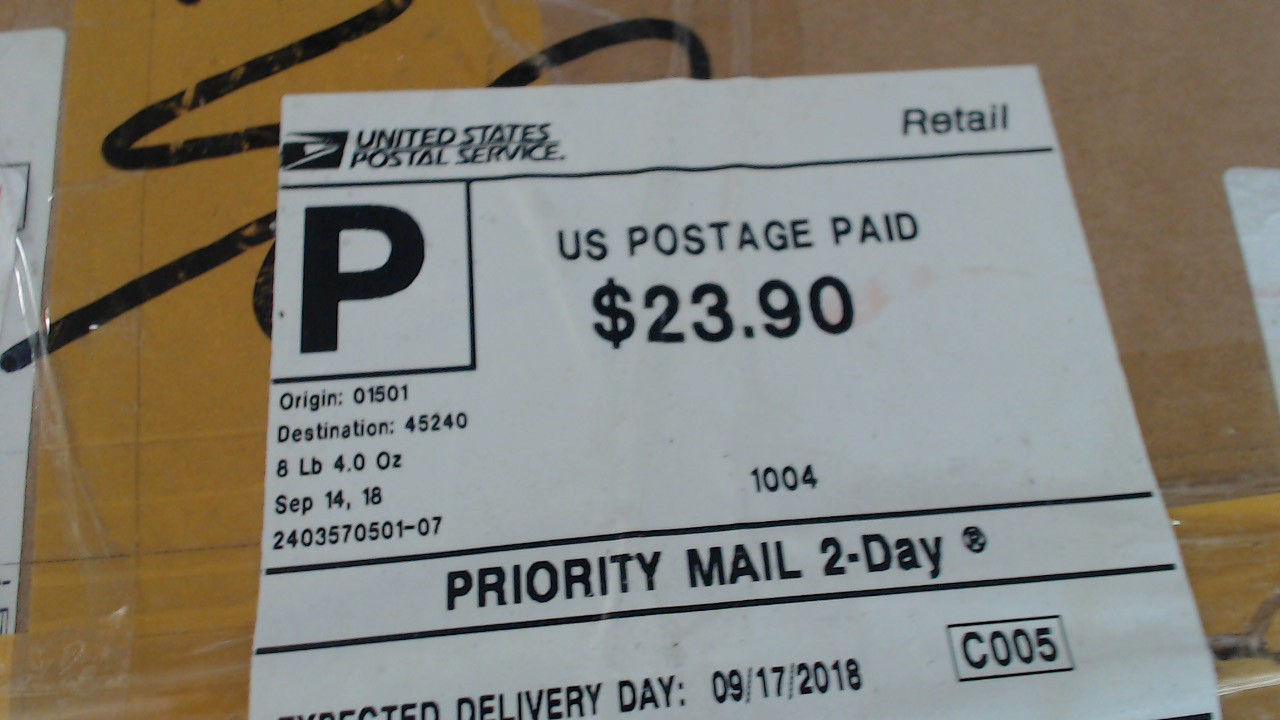 UNITED STATES
POSTAL SERVICE.
Retail
P
US POSTAGE PAID
$23.90
Origin: 01501
Destination: 45240
8 Lb 4.0 Oz
Sep 14, 18
2403570501-07
1004
PRIORITY MAIL 2-Day ®
C005
EXPECTED DELIVERY DAY: 09/17/2018